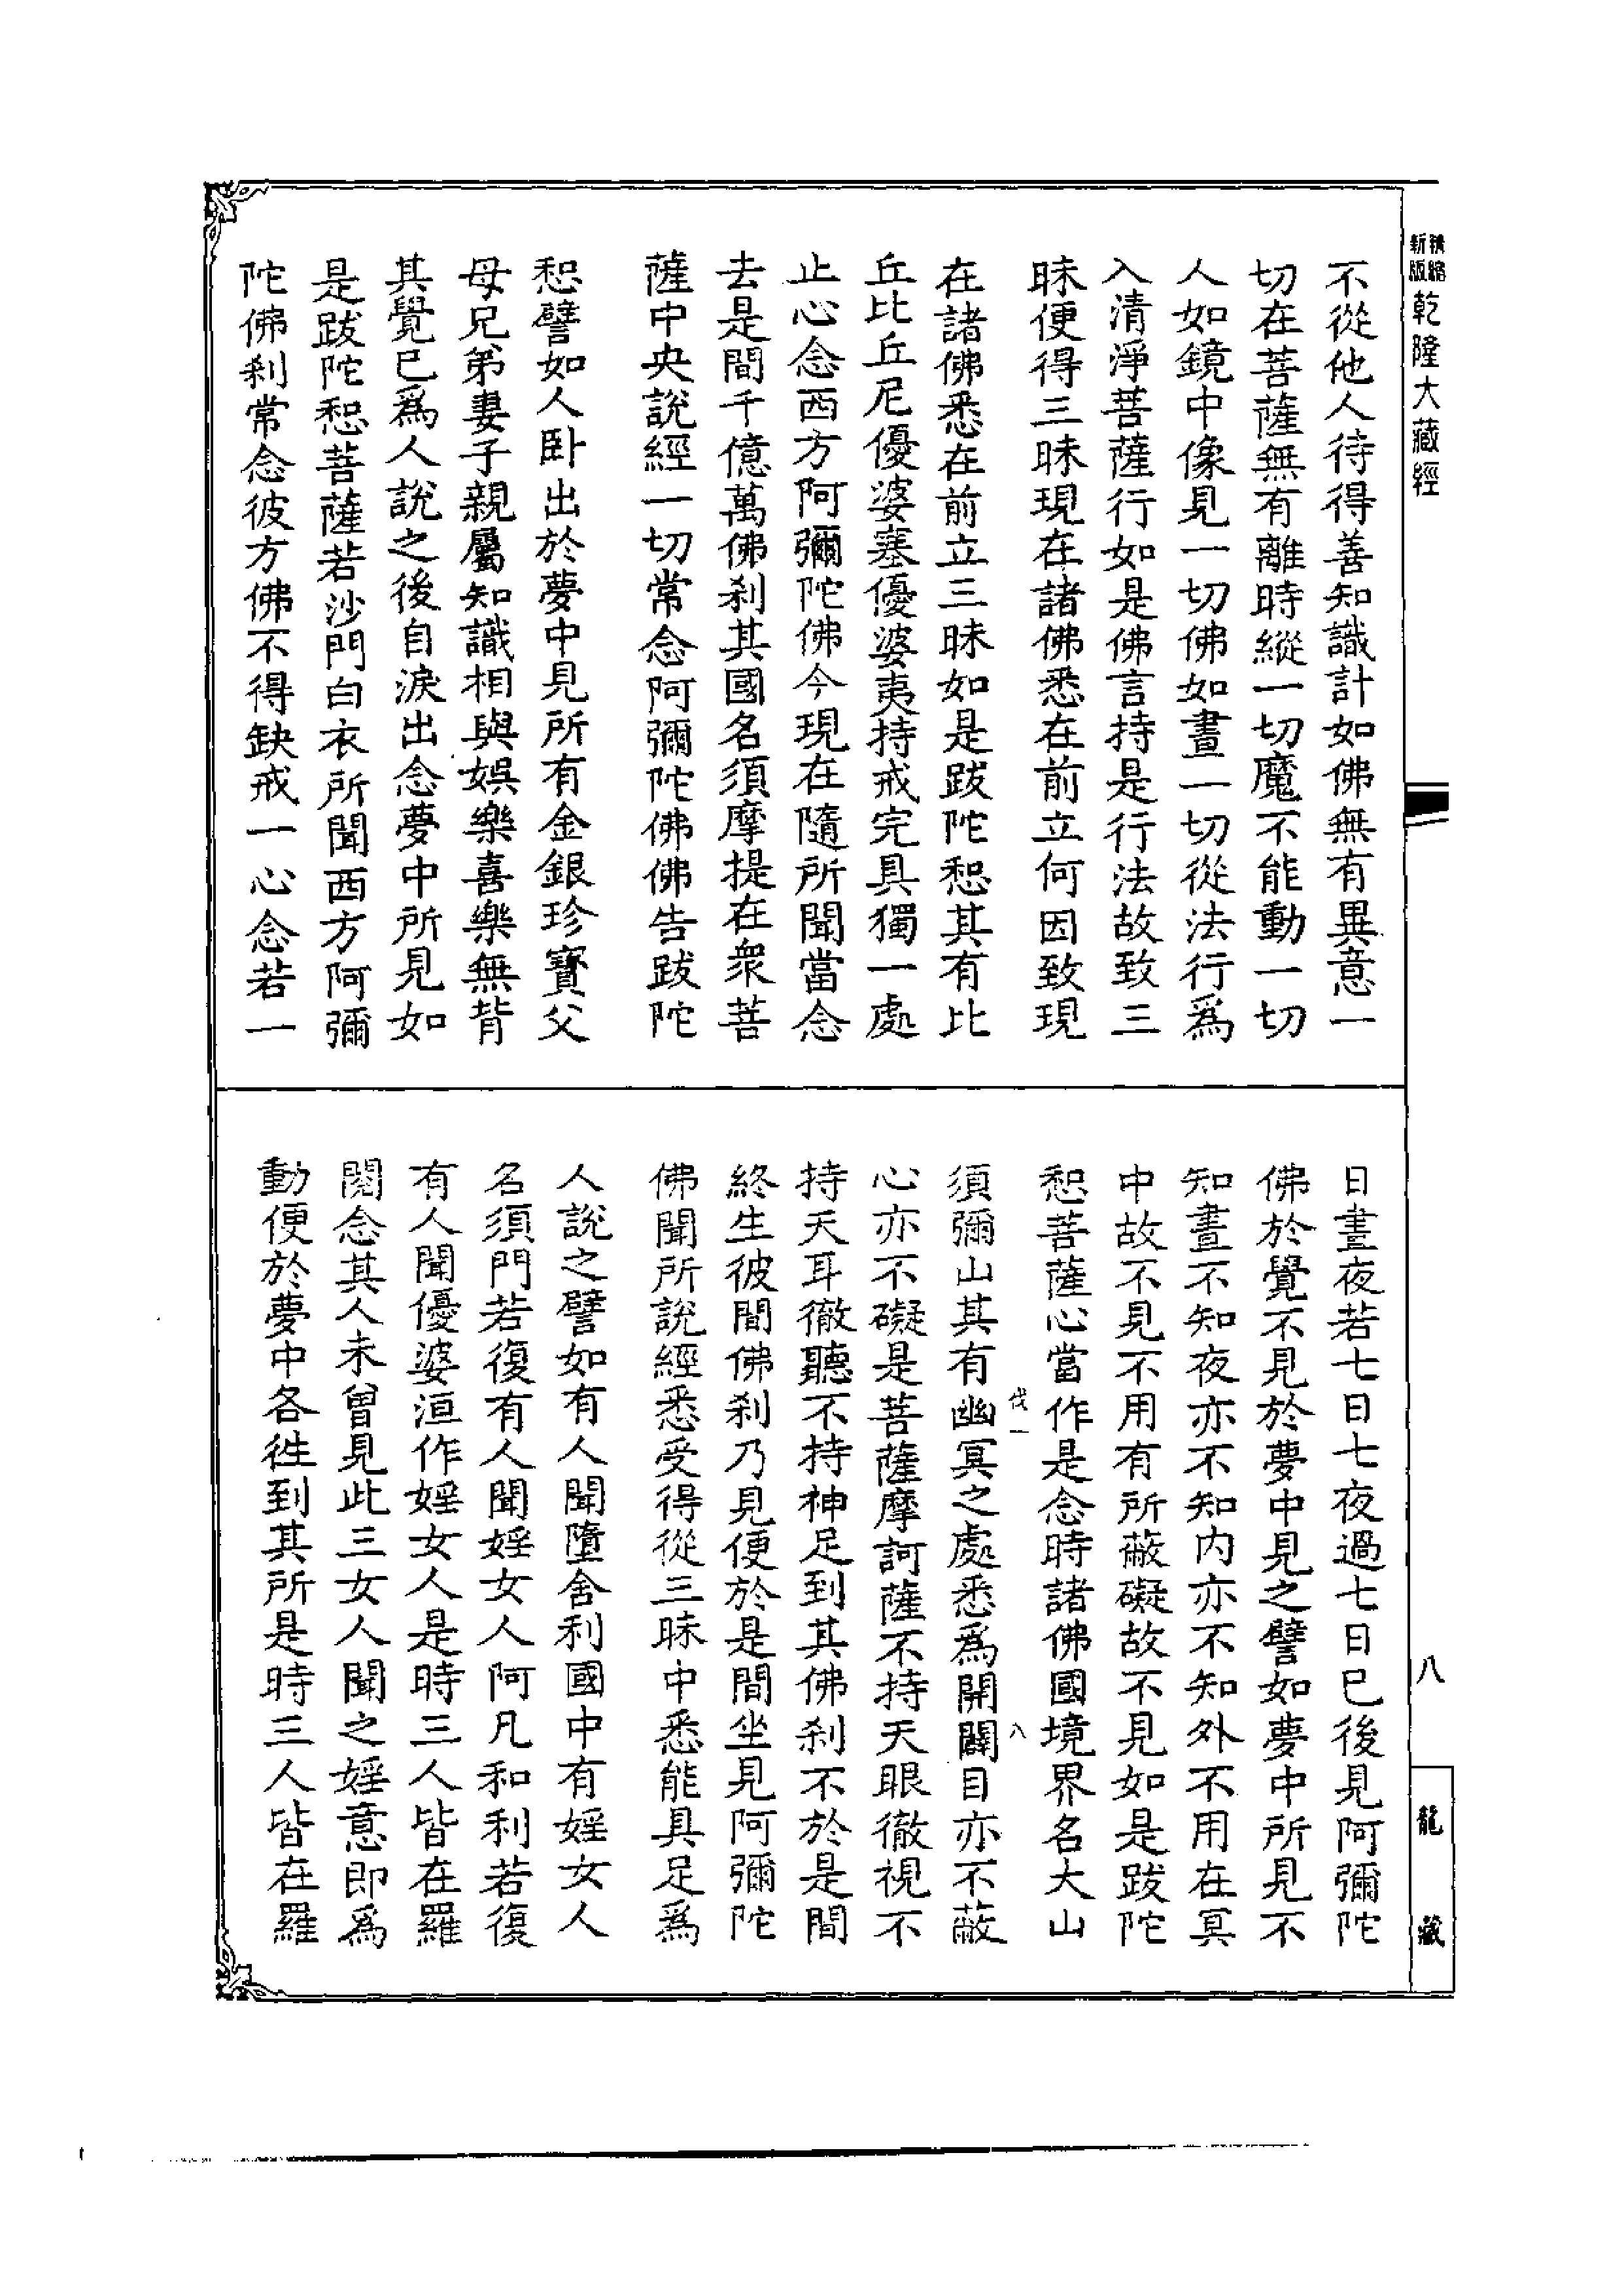 精縮
新版
乾隆大藏經
不從他人待得善知識計如佛無有異意一
切在菩薩無有離時縱一切魔不能動一切
人如鏡中像見一切佛如畫一切從法行爲
入清淨菩薩行如是佛言持是行法故致三
昧便得三昧現在諸佛悉在前立何因致現
在諸佛悉在前立三昧如是跋陀惒其有比
丘比丘尼優婆塞優婆夷持戒完具獨一處
止心念西方阿彌陀佛今現在隨所聞當念
去是間千億萬佛剎其國名須摩提在衆菩
薩中央說經一切常念阿彌陀佛佛告跋陀
惒譬如人卧出於夢中見所有金銀珍寶父
母兄弟妻子親屬知識相與娛樂喜樂無背
其覺已爲人說之後自淚出念夢中所見如
是跋陀惒菩薩若沙門白衣所聞西方阿彌
陀佛剎常念彼方佛不得缺戒一心念若一
日晝夜若七日七夜過七日已後見阿彌陀
佛於覺不見於夢中見之譬如夢中所見不
知晝不知夜亦不知内亦不知外不用在冥
中故不見不用有所蔽礙故不見如是跋陀
惒菩薩心當作是念時諸佛國境界名大山
須彌山其有幽冥之處悉爲開闢目亦不蔽
心亦不礙是菩薩摩訶薩不持天眼徹視不
持天耳徹聽不持神足到其佛剎不於是間
終生彼間佛剎乃見便於是間坐見阿彌陀
佛聞所說經悉受得從三昧中悉能具足爲
人說之譬如有人聞墮舍利國中有婬女人
名須門若復有人聞婬女人阿凡和利若復
有人聞優婆洹作婬女人是時三人皆在羅
閱念其人未曾見此三女人聞之婬意即爲
動便於夢中各徃到其所是時三人皆在羅
伐一
八
八
龍藏